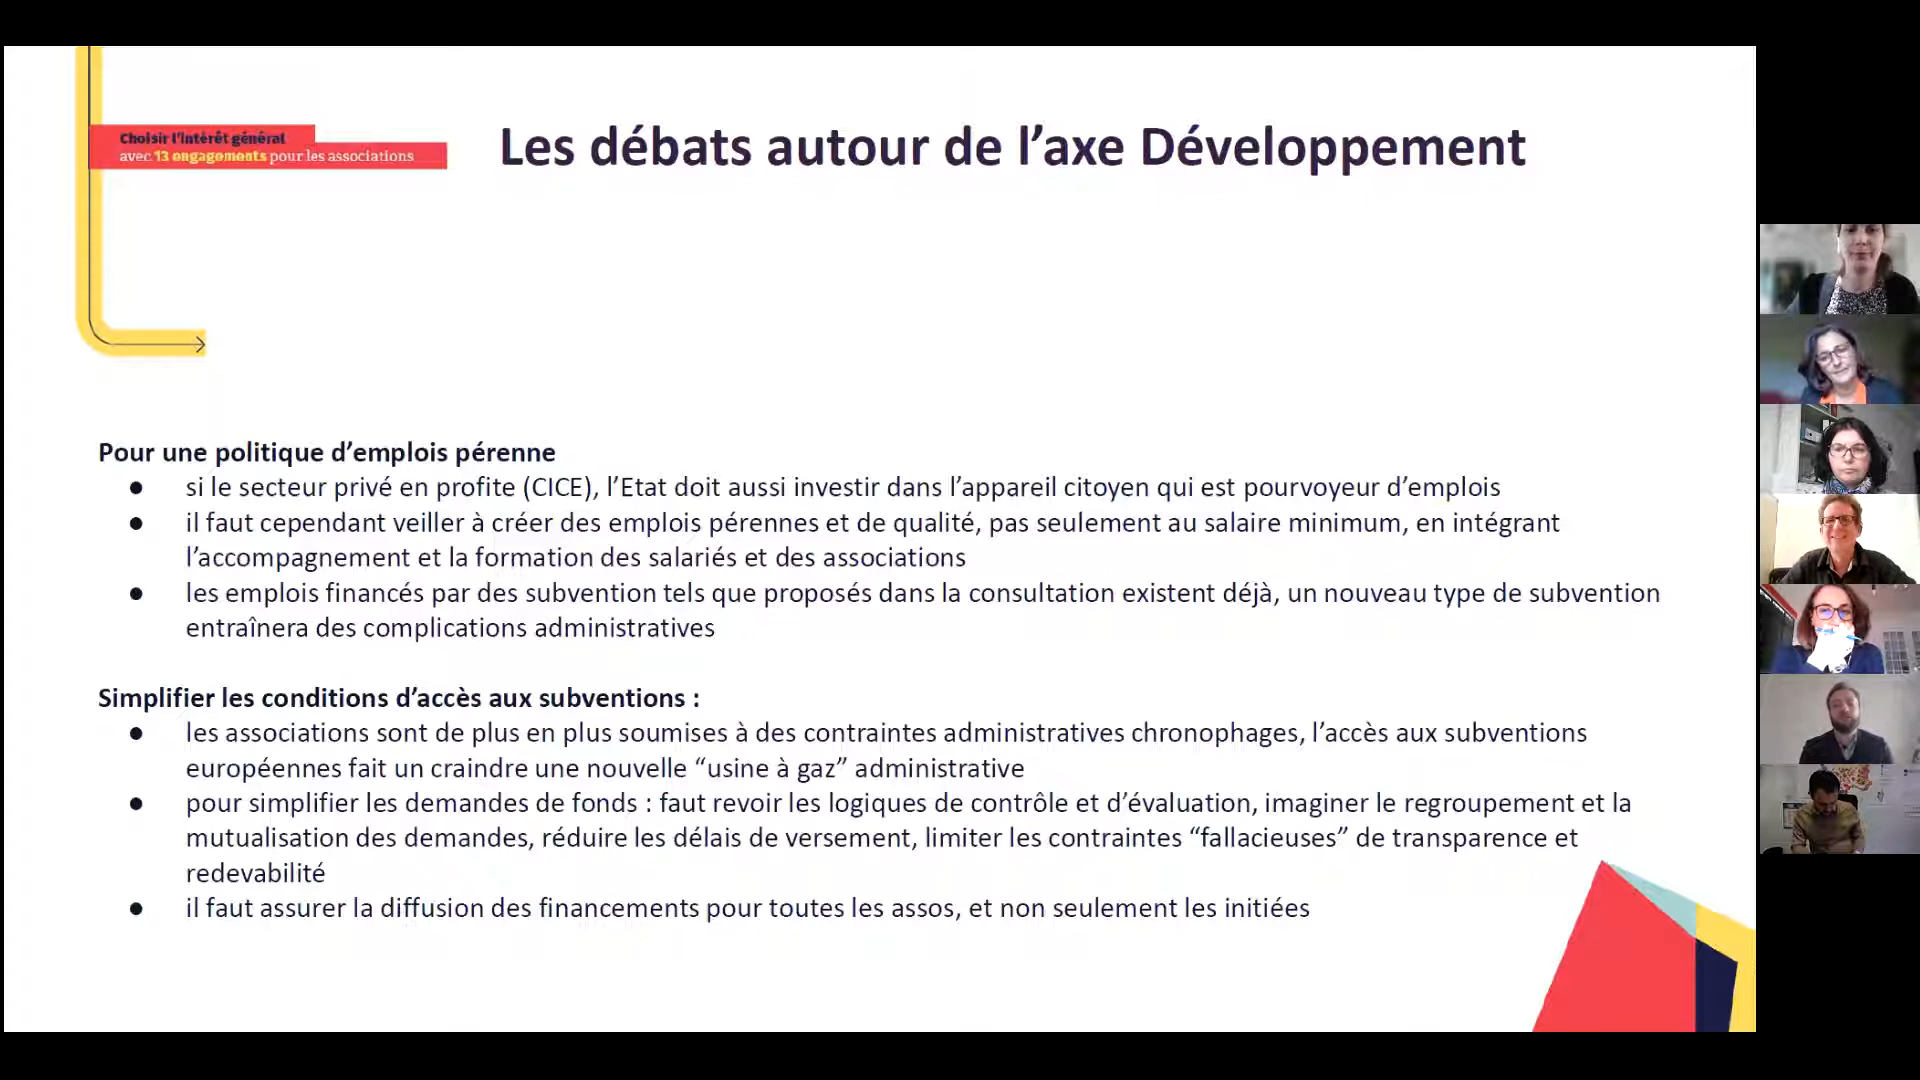 Choisir l'intérêt général
avec 13 engagements pour les associations
Les débats autour de l’axe Développement
Pour une politique d’emplois pérenne
● si le secteur privé en profite (CICE), l’Etat doit aussi investir dans l’appareil citoyen qui est pourvoyeur d’emplois
● il faut cependant veiller à créer des emplois pérennes et de qualité, pas seulement au salaire minimum, en intégrant
l’accompagnement et la formation des salariés et des associations
● les emplois financés par des subvention tels que proposés dans la consultation existent déjà, un nouveau type de subvention
entraînera des complications administratives
Simplifier les conditions d’accès aux subventions :
● les associations sont de plus en plus soumises à des contraintes administratives chronophages, l’accès aux subventions
européennes fait un craindre une nouvelle “usine à gaz” administrative
● pour simplifier les demandes de fonds : faut revoir les logiques de contrôle et d’évaluation, imaginer le regroupement et la
mutualisation des demandes, réduire les délais de versement, limiter les contraintes “fallacieuses” de transparence et
redevabilité
● il faut assurer la diffusion des financements pour toutes les assos, et non seulement les initiées